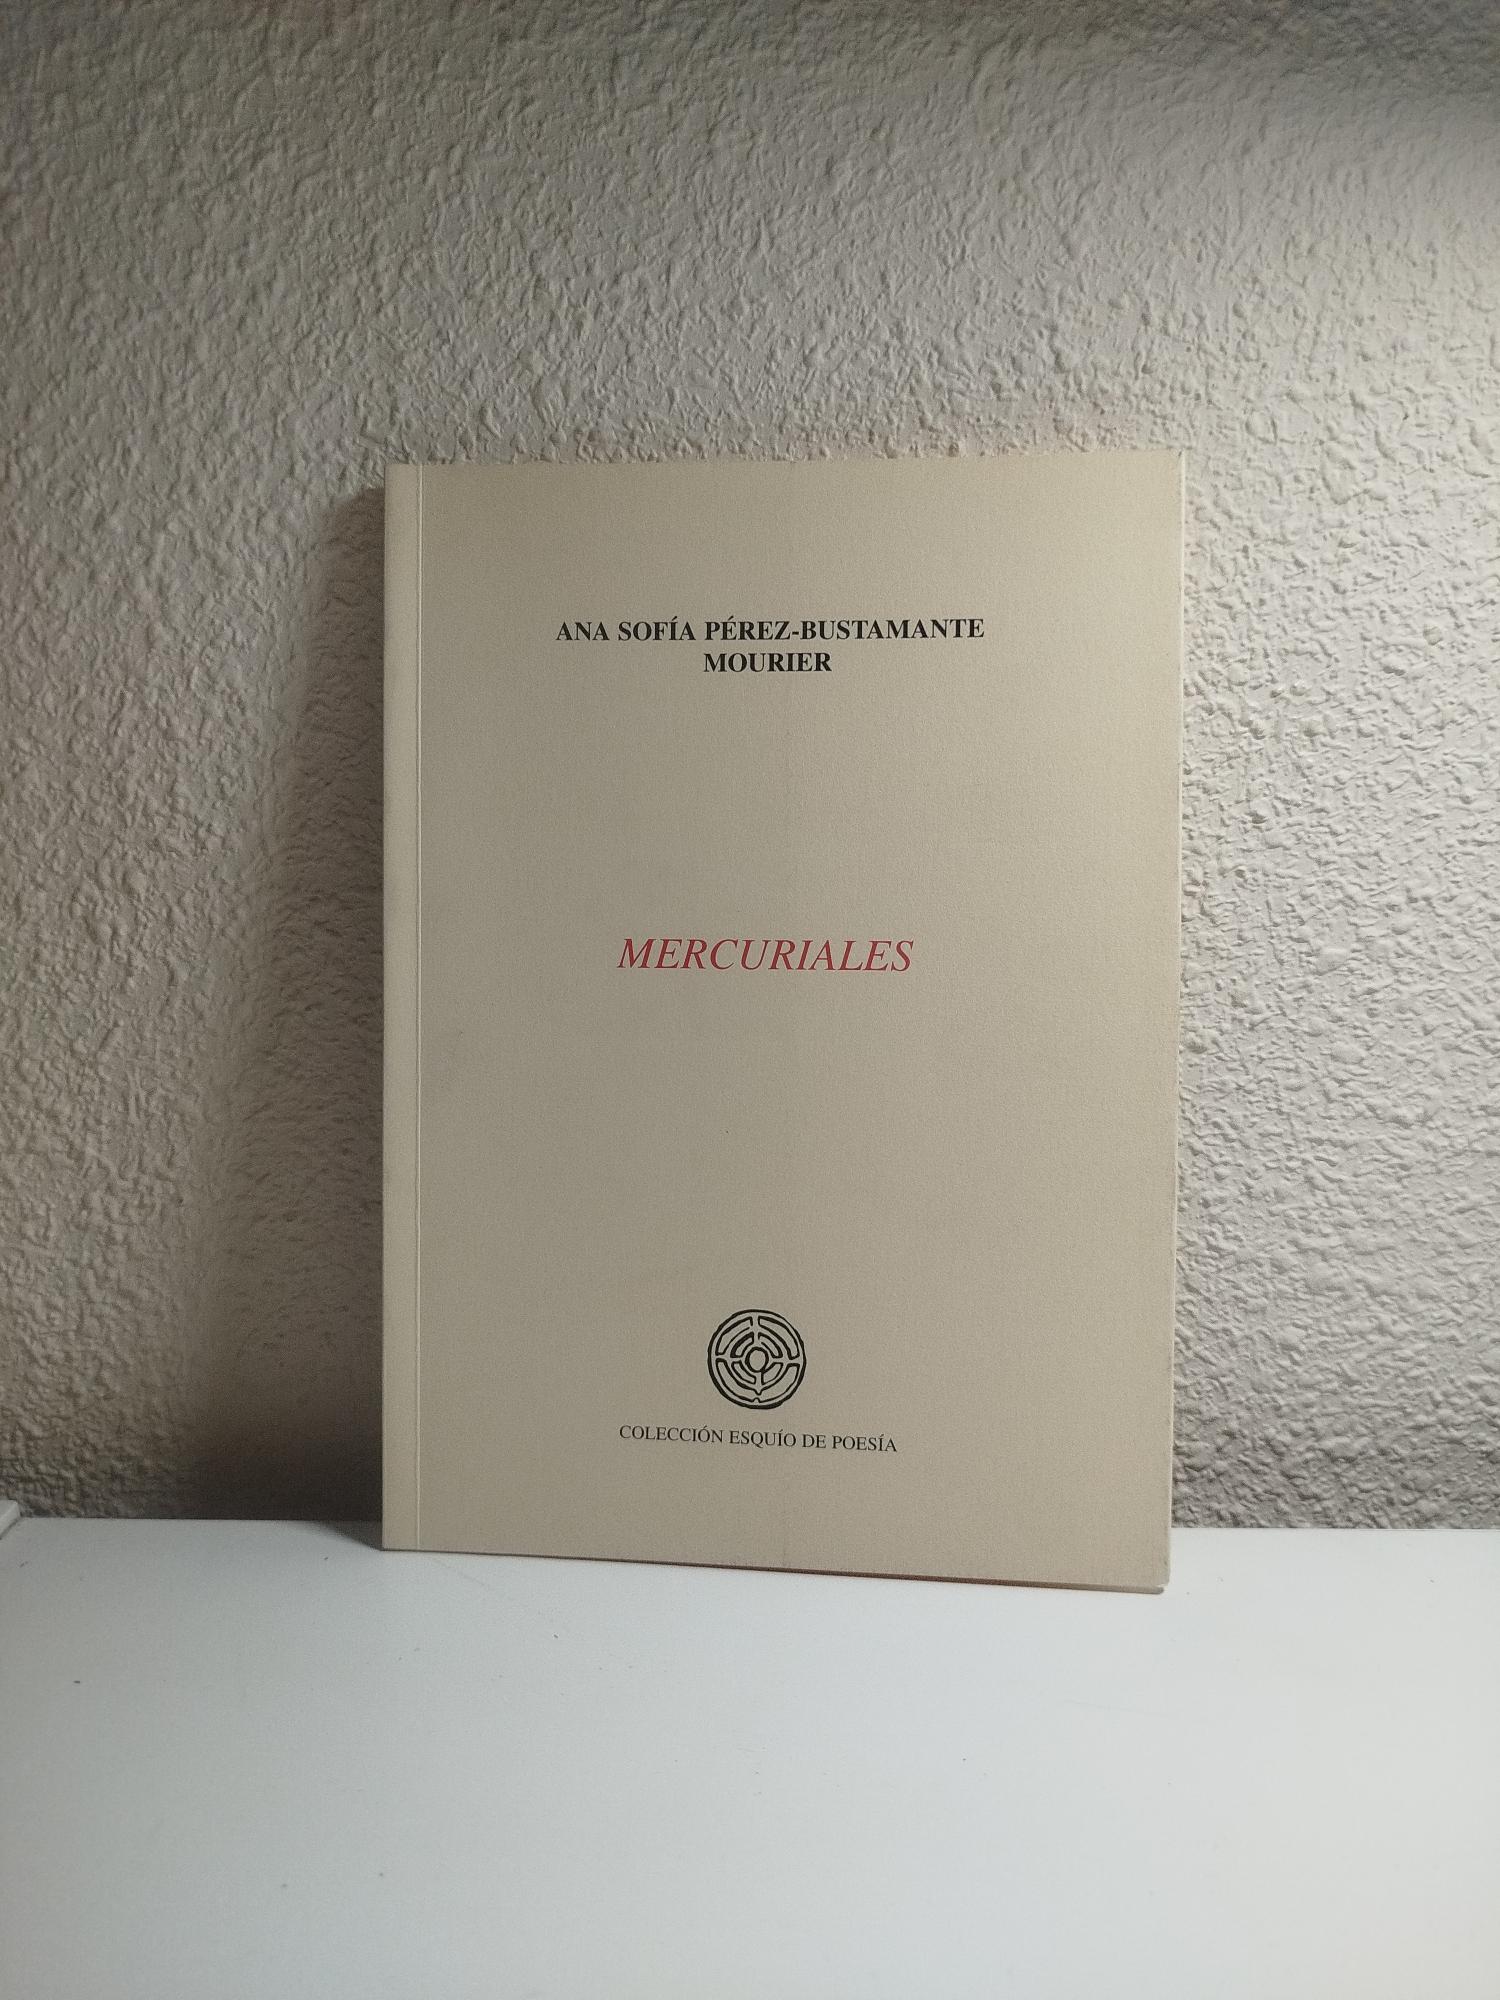 ANA SOFÍA PÉREZ-BUSTAMANTE
MOURIER
MERCURIALES
COLECCIÓN ESQUÍO DE POESÍA